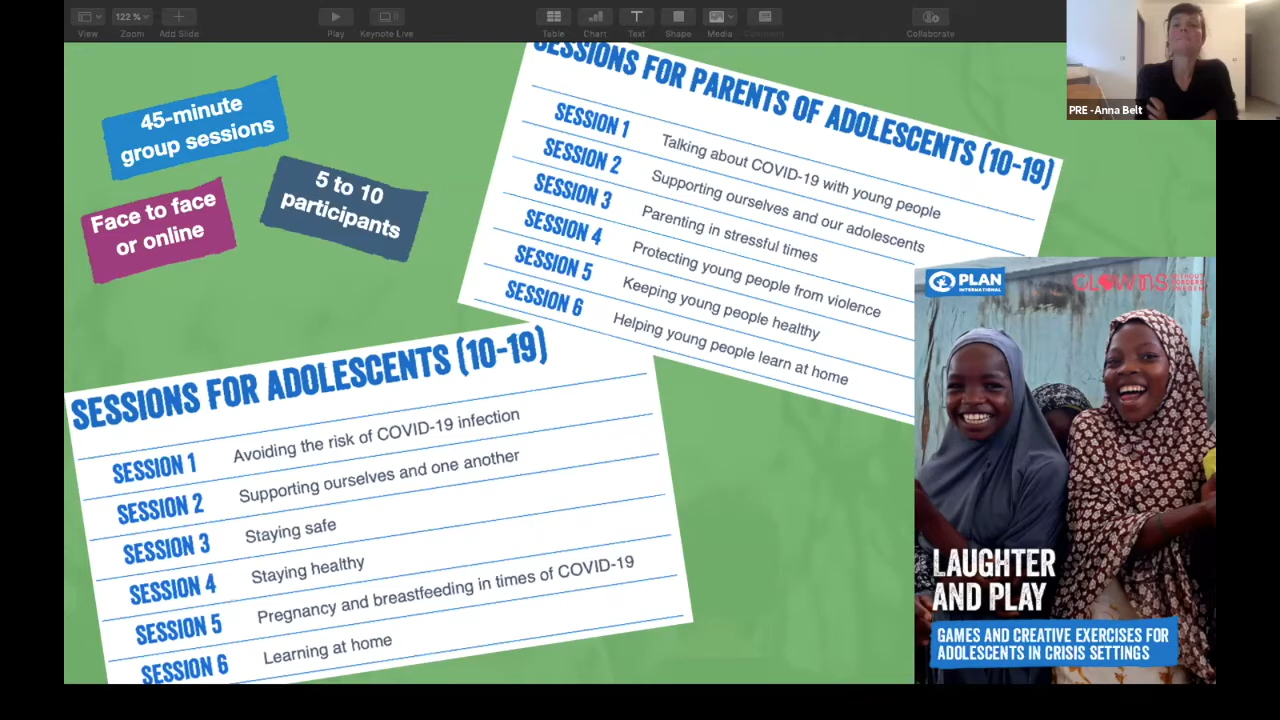 122 %
View
Zoom
Add Slide
Play
Keynote Live
Table
Chart
Text
Shape
Media
Comment
Collaborate
PRE - Anna Belt
45-minute
group sessions
Face to face
or online
5 to 10
participants
SESSIONS FOR PARENTS OF ADOLESCENTS (10-19)
SESSION 1 Talking about COVID-19 with young people
SESSION 2 Supporting ourselves and our adolescents
SESSION 3 Parenting in stressful times
SESSION 4 Protecting young people from violence
SESSION 5 Keeping young people healthy
SESSION 6 Helping young people learn at home
SESSIONS FOR ADOLESCENTS (10-19)
SESSION 1 Avoiding the risk of COVID-19 infection
SESSION 2 Supporting ourselves and one another
SESSION 3 Staying safe
SESSION 4 Staying healthy
SESSION 5 Pregnancy and breastfeeding in times of COVID-19
SESSION 6 Learning at home
PLAN
INTERNATIONAL
CLOWNS
WITHOUT
BORDERS
SWEDEN
LAUGHTER
AND PLAY
GAMES AND CREATIVE EXERCISES FOR
ADOLESCENTS IN CRISIS SETTINGS